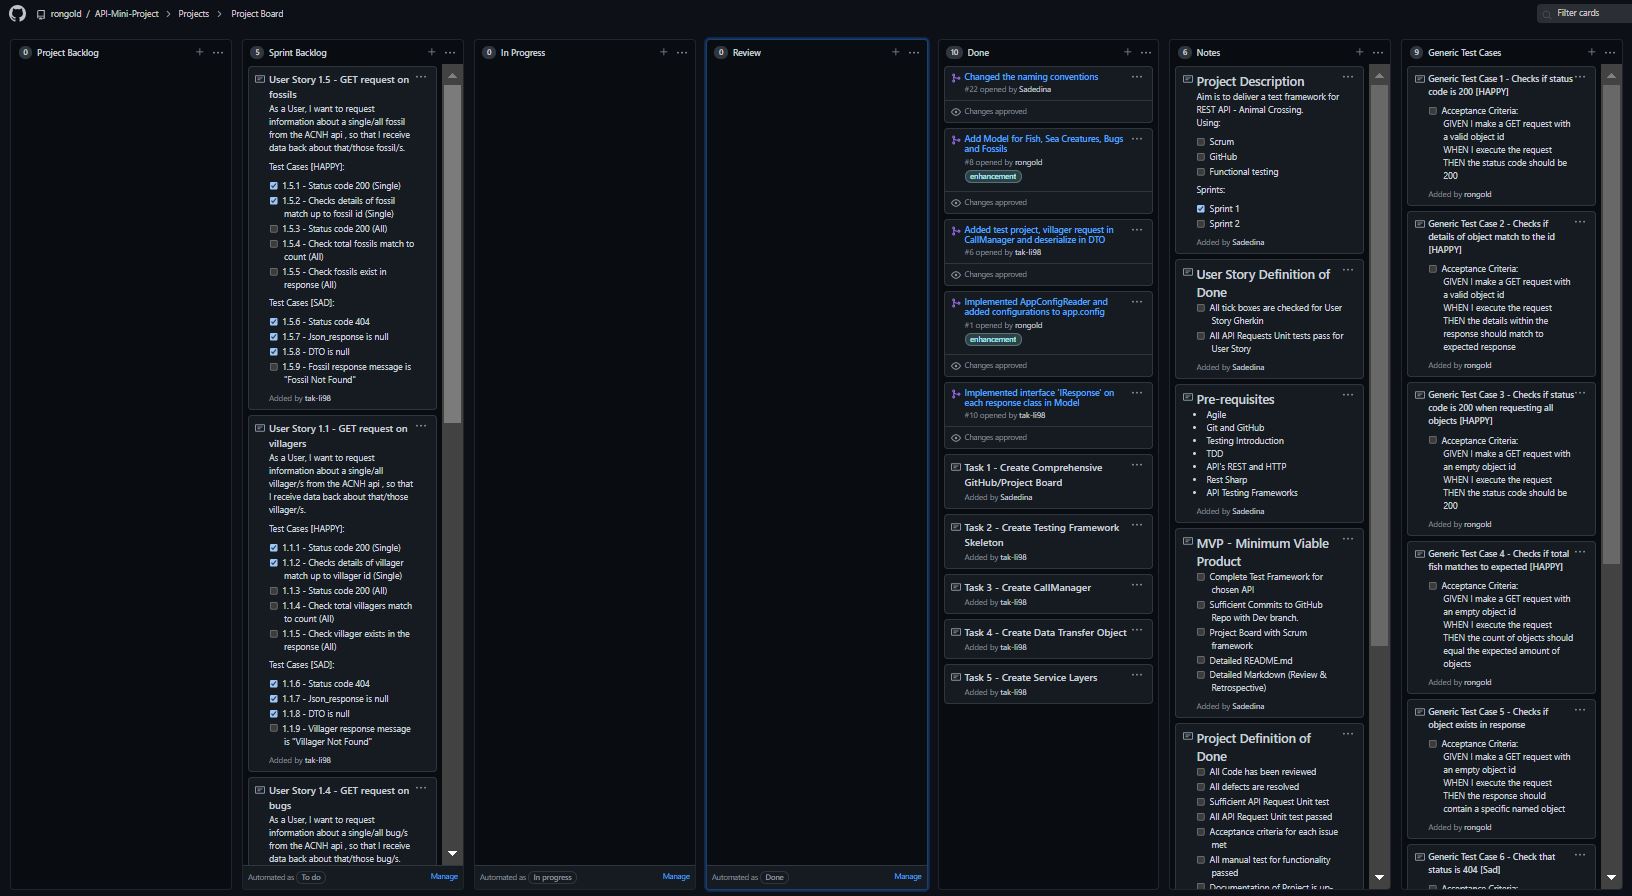 rongold / API-Mini-Project > Projects > Project Board
Filter cards
0 Project Backlog
5 Sprint Backlog
User Story 1.5 - GET request on
fossils
As a User, I want to request
information about a single/all fossil
from the ACNH api , so that I receive
data back about that/those fossil/s.
Test Cases [HAPPY]:
1.5.1 - Status code 200 (Single)
1.5.2 - Checks details of fossil
match up to fossil id (Single)
1.5.3 - Status code 200 (All)
1.5.4 - Check total fossils match to
count (All)
1.5.5 - Check fossils exist in
response (All)
Test Cases [SAD]:
1.5.6 - Status code 404
1.5.7 - Json_response is null
1.5.8 - DTO is null
1.5.9 - Fossil response message is
"Fossil Not Found"
Added by tak-li98
User Story 1.1 - GET request on
villagers
As a User, I want to request
information about a single/all
villager/s from the ACNH api , so that
I receive data back about that/those
villager/s.
Test Cases [HAPPY]:
1.1.1 - Status code 200 (Single)
1.1.2 - Checks details of villager
match up to villager id (Single)
1.1.3 - Status code 200 (All)
1.1.4 - Check total villagers match
to count (All)
1.1.5 - Check villager exists in the
response (All)
Test Cases [SAD]:
1.1.6 - Status code 404
1.1.7 - Json_response is null
1.1.8 - DTO is null
1.1.9 - Villager response message
is "Villager Not Found"
Added by tak-li98
User Story 1.4 - GET request on
bugs
As a User, I want to request
information about a single/all bug/s
from the ACNH api , so that I receive
data back about that/those bug/s.
Automated as To do
Manage
0 In Progress
Automated as In progress
Manage
0 Review
Automated as Done
Manage
10 Done
Changed the naming conventions
#22 opened by Sadedina
Changes approved
Add Model for Fish, Sea Creatures, Bugs
and Fossils
#8 opened by rongold
enhancement
Changes approved
Added test project, villager request in
CallManager and deserialize in DTO
#6 opened by tak-li98
Changes approved
Implemented AppConfigReader and
added configurations to app.config
#1 opened by rongold
enhancement
Changes approved
Implemented interface 'IResponse' on
each response class in Model
#10 opened by tak-li98
Changes approved
Task 1 - Create Comprehensive
GitHub/Project Board
Added by Sadedina
Task 2 - Create Testing Framework
Skeleton
Added by tak-li98
Task 3 - Create CallManager
Added by tak-li98
Task 4 - Create Data Transfer Object
Added by tak-li98
Task 5 - Create Service Layers
Added by tak-li98
6 Notes
Project Description
Aim is to deliver a test framework for
REST API - Animal Crossing.
Using:
Scrum
GitHub
Functional testing
Sprints:
Sprint 1
Sprint 2
Added by Sadedina
User Story Definition of
Done
All tick boxes are checked for User
Story Gherkin
All API Requests Unit tests pass for
User Story
Added by Sadedina
Pre-requisites
• Agile
• Git and GitHub
• Testing Introduction
• TDD
• API's REST and HTTP
• Rest Sharp
• API Testing Frameworks
Added by Sadedina
MVP - Minimum Viable
Product
Complete Test Framework for
chosen API
Sufficient Commits to GitHub
Repo with Dev branch.
Project Board with Scrum
framework
Detailed README.md
Detailed Markdown (Review &
Retrospective)
Added by Sadedina
Project Definition of
Done
All Code has been reviewed
All defects are resolved
Sufficient API Request Unit test
All API Request Unit test passed
Acceptance criteria for each issue
met
All manual test for functionality
passed
Documentation of Project is up-
9 Generic Test Cases
Generic Test Case 1 - Checks if status
code is 200 [HAPPY]
Acceptance Criteria:
GIVEN I make a GET request with
a valid object id
WHEN I execute the request
THEN the status code should be
200
Added by rongold
Generic Test Case 2 - Checks if
details of object match to the id
[HAPPY]
Acceptance Criteria:
GIVEN I make a GET request with
a valid object id
WHEN I execute the request
THEN the details within the
response should match to
expected response
Added by rongold
Generic Test Case 3 - Checks if status
code is 200 when requesting all
objects [HAPPY]
Acceptance Criteria:
GIVEN I make a GET request with
an empty object id
WHEN I execute the request
THEN the status code should be
200
Added by rongold
Generic Test Case 4 - Checks if total
fish matches to expected [HAPPY]
Acceptance Criteria:
GIVEN I make a GET request with
an empty object id
WHEN I execute the request
THEN the count of objects should
equal the expected amount of
objects
Added by rongold
Generic Test Case 5 - Checks if
object exists in response
Acceptance Criteria:
GIVEN I make a GET request with
an empty object id
WHEN I execute the request
THEN the response should
contain a specific named object
Added by rongold
Generic Test Case 6 - Check that
status is 404 [Sad]
Acceptance Criteria: